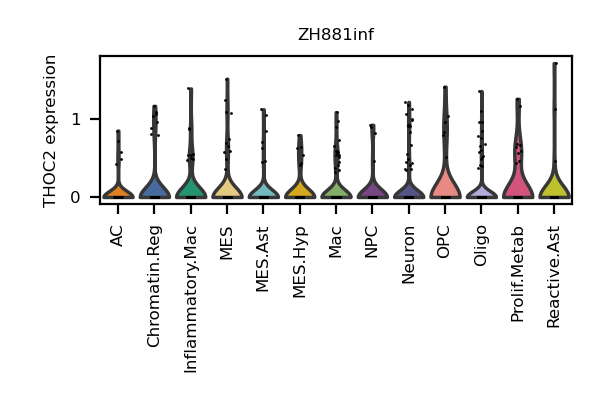 ZH881inf
THOC2 expression
1
0
AC
Chromatin.Reg
Inflammatory.Mac
MES
MES.Ast
MES.Hyp
Mac
NPC
Neuron
OPC
Oligo
Prolif.Metab
Reactive.Ast